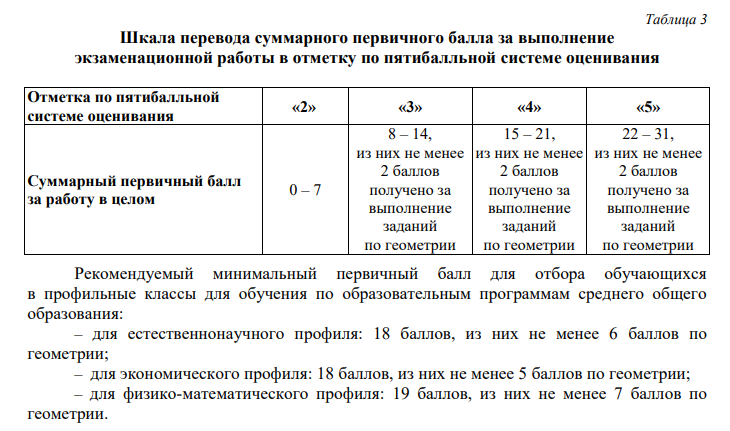 Таблица 3
Шкала перевода суммарного первичного балла за выполнение
экзаменационной работы в отметку по пятибалльной системе оценивания
Отметка по пятибалльной
системе оценивания
«2»
«3»
«4»
«5»
Суммарный первичный балл
за работу в целом
0 – 7
8 – 14,
из них не менее
2 баллов
получено за
выполнение
заданий
по геометрии
15 – 21,
из них не менее
2 баллов
получено за
выполнение
заданий
по геометрии
22 – 31,
из них не менее
2 баллов
получено за
выполнение
заданий
по геометрии
Рекомендуемый минимальный первичный балл для отбора обучающихся
в профильные классы для обучения по образовательным программам среднего общего
образования:
– для естественнонаучного профиля: 18 баллов, из них не менее 6 баллов по
геометрии;
– для экономического профиля: 18 баллов, из них не менее 5 баллов по геометрии;
– для физико-математического профиля: 19 баллов, из них не менее 7 баллов по
геометрии.